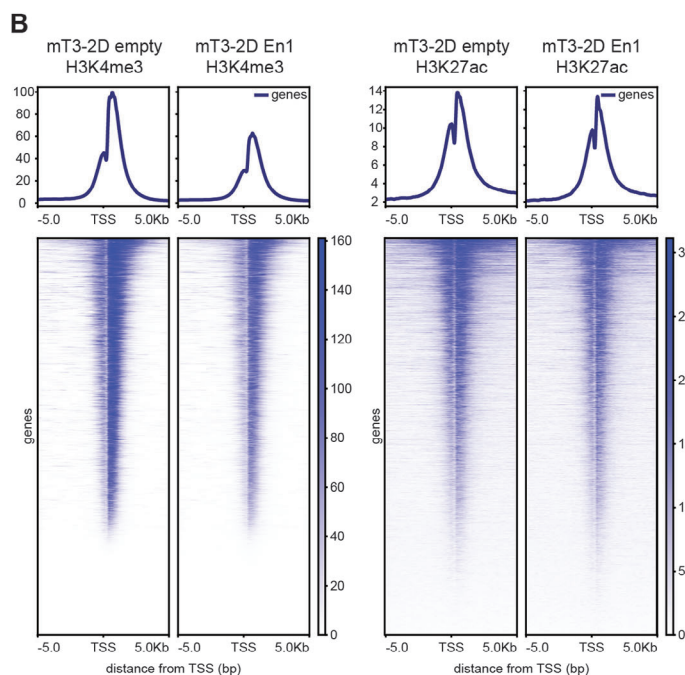 B
mT3-2D empty
H3K4me3
mT3-2D En1
H3K4me3
mT3-2D empty
H3K27ac
mT3-2D En1
H3K27ac
100
80
60
40
20
0
genes
14
12
10
8
6
4
2
genes
-5.0 TSS 5.0Kb
-5.0 TSS 5.0Kb
-5.0 TSS 5.0Kb
-5.0 TSS 5.0Kb
genes
160
140
120
100
80
60
40
20
0
genes
3
2
2
1
1
5
0
-5.0 TSS 5.0Kb
-5.0 TSS 5.0Kb
-5.0 TSS 5.0Kb
-5.0 TSS 5.0Kb
distance from TSS (bp)
distance from TSS (bp)